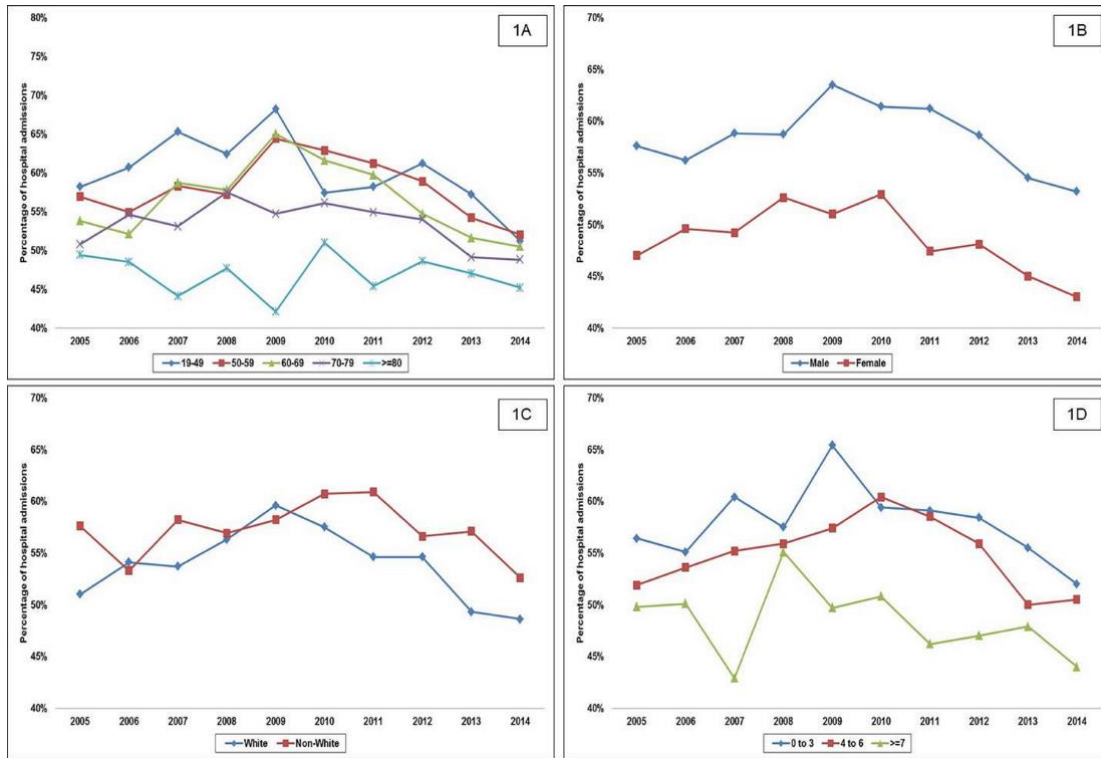 1A
Percentage of hospital admissions
80%
75%
70%
65%
60%
55%
50%
45%
40%
2005 2006 2007 2008 2009 2010 2011 2012 2013 2014
19-49 50-59 60-69 70-79 >=80
1B
Percentage of hospital admissions
70%
65%
60%
55%
50%
45%
40%
2005 2006 2007 2008 2009 2010 2011 2012 2013 2014
Male Female
1C
Percentage of hospital admissions
70%
65%
60%
55%
50%
45%
40%
2005 2006 2007 2008 2009 2010 2011 2012 2013 2014
White Non-White
1D
Percentage of hospital admissions
70%
65%
60%
55%
50%
45%
40%
2005 2006 2007 2008 2009 2010 2011 2012 2013 2014
0 to 3 4 to 6 >=7